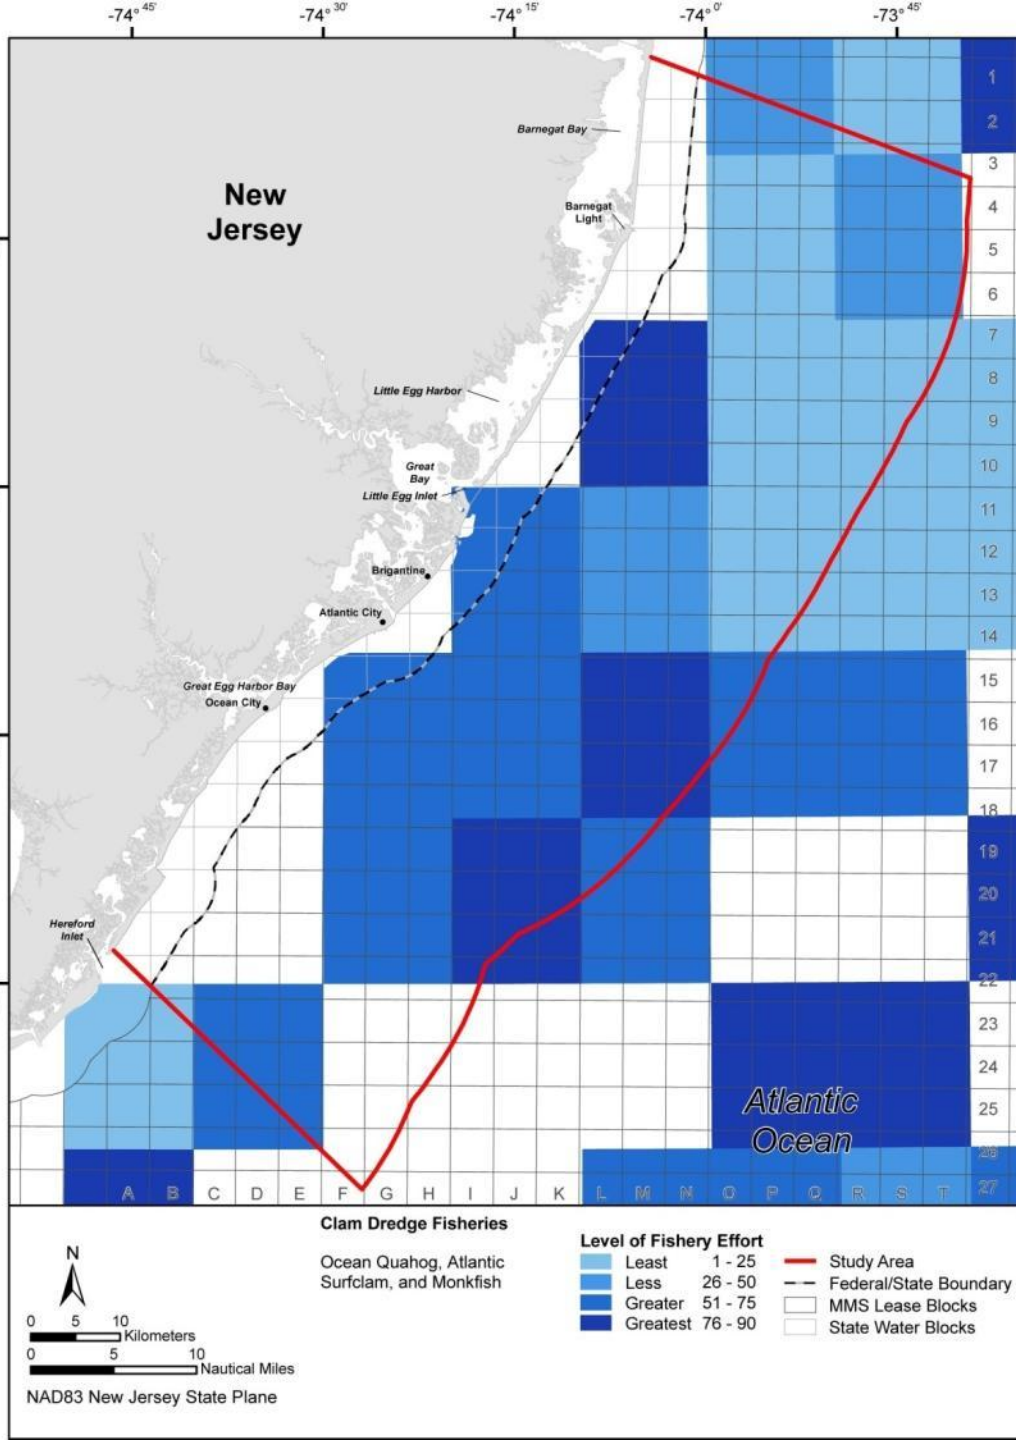 -74° 45' -74° 30' -74° 15' -74° 0' -73° 45'
1
2
Barnegat Bay
3
New
Jersey
Barnegat
Light
4
5
6
7
8
Little Egg Harbor
9
10
Great
Bay
Little Egg Inlet
11
12
Brigantine
13
Atlantic City
14
15
Great Egg Harbor Bay
Ocean City
16
17
18
19
20
21
Hereford
Inlet
22
23
24
25
Atlantic
Ocean
26
27
A B C D E F G H I J K L M N O P Q R S T
Clam Dredge Fisheries
Ocean Quahog, Atlantic
Surfclam, and Monkfish
Level of Fishery Effort
Least 1 - 25
Less 26 - 50
Greater 51 - 75
Greatest 76 - 90
Study Area
Federal/State Boundary
MMS Lease Blocks
State Water Blocks
N
0 5 10
Kilometers
0 5 10
Nautical Miles
NAD83 New Jersey State Plane